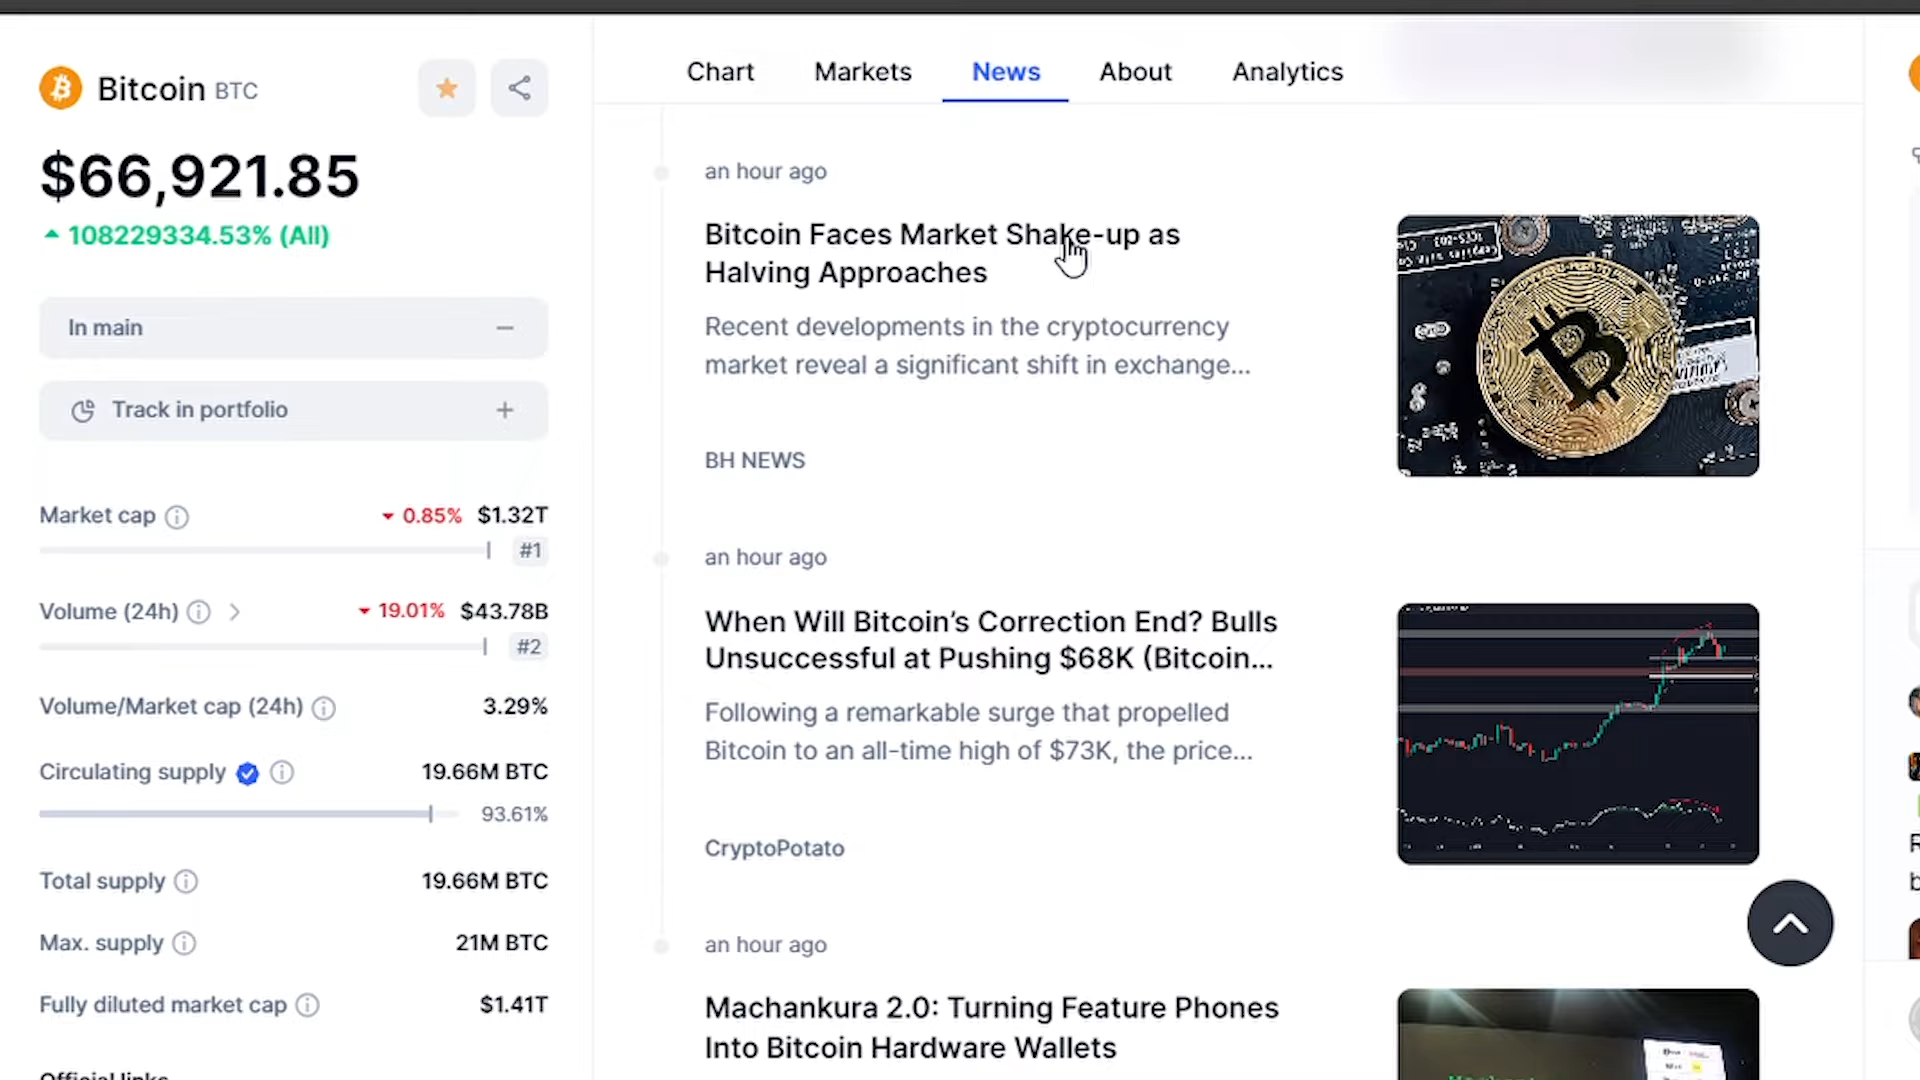 Bitcoin BTC
$66,921.85
108229334.53% (All)
In main
Track in portfolio
Market cap 0.85% $1.32T
#1
Volume (24h) 19.01% $43.78B
#2
Volume/Market cap (24h) 3.29%
Circulating supply 19.66M BTC
93.61%
Total supply 19.66M BTC
Max. supply 21M BTC
Fully diluted market cap $1.41T
Official links
Chart Markets News About Analytics
an hour ago
Bitcoin Faces Market Shake-up as
Halving Approaches
Recent developments in the cryptocurrency
market reveal a significant shift in exchange...
BH NEWS
an hour ago
When Will Bitcoin’s Correction End? Bulls
Unsuccessful at Pushing $68K (Bitcoin...
Following a remarkable surge that propelled
Bitcoin to an all-time high of $73K, the price...
CryptoPotato
an hour ago
Machankura 2.0: Turning Feature Phones
Into Bitcoin Hardware Wallets